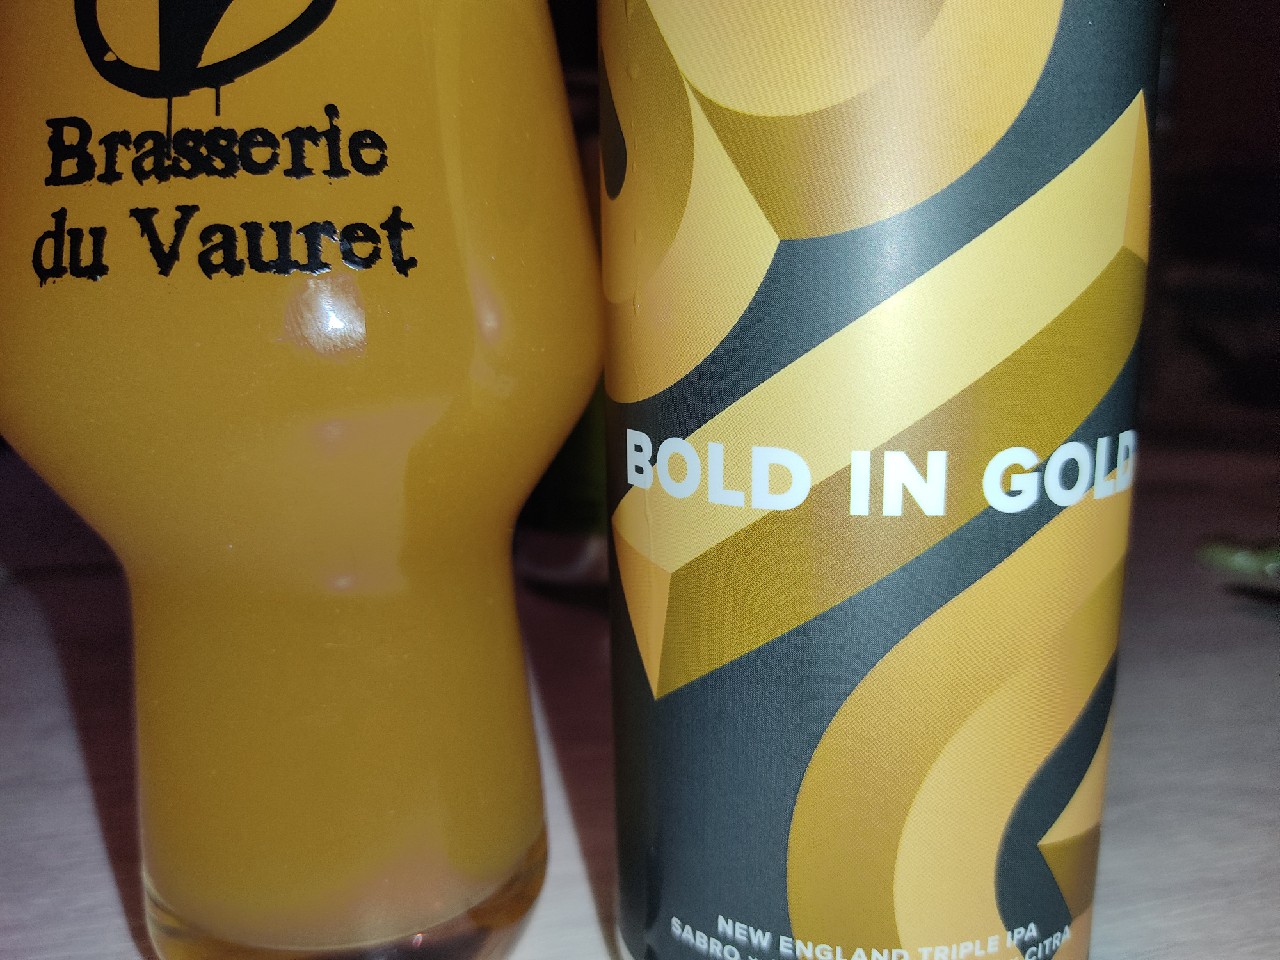 Brasserie
du Vauret
BOLD IN GOLD
NEW ENGLAND TRIPLE IPA
SABRO CITRA